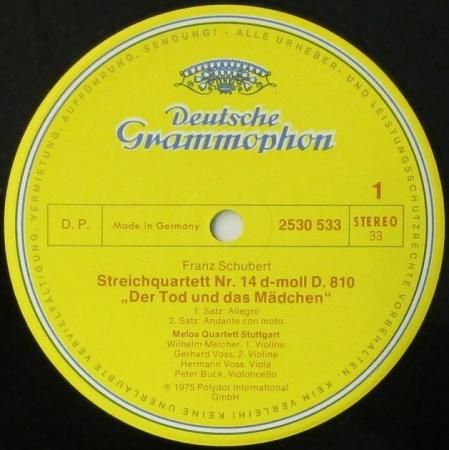 ALLE URHEBER- UND LEISTUNGSSCHUTZRECHTE VORBEHALTEN · KEIN VERLEIH! KEINE UNERLAUBTE VERVIELFÄLTIGUNG, VERMIETUNG, AUFFÜHRUNG, SENDUNG! -
Deutsche
Grammophon
1
D. P.
Made in Germany
2530 533
STEREO
33
Franz Schubert
Streichquartett Nr. 14 d-moll D. 810
„Der Tod und das Mädchen“
1. Satz: Allegro
2. Satz: Andante con moto
Melos Quartett Stuttgart
Wilhelm Melcher, 1. Violine
Gerhard Voss, 2. Violine
Hermann Voss, Viola
Peter Buck, Violoncello
℗ 1975 Polydor International
GmbH